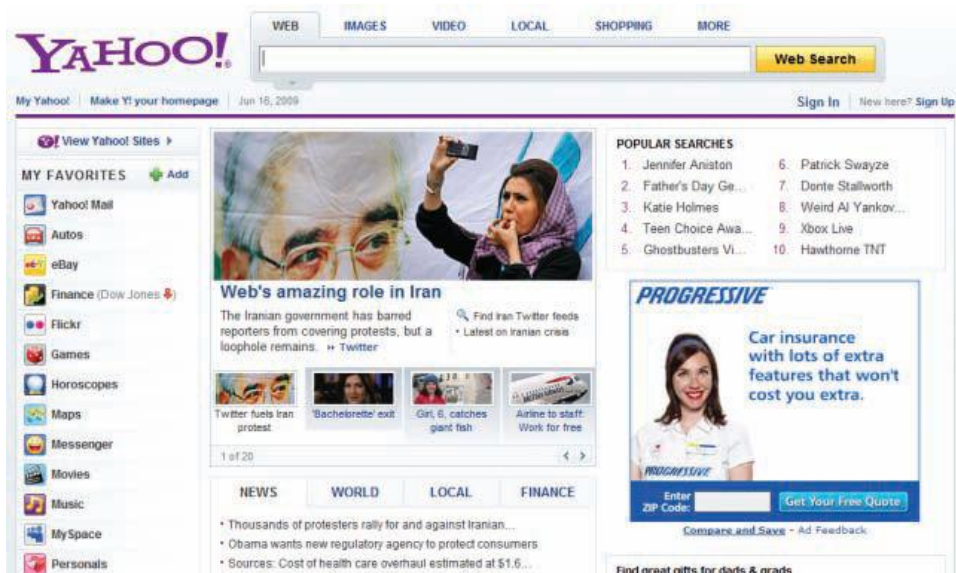 WEB IMAGES VIDEO LOCAL SHOPPING MORE
YAHOO!
Web Search
My Yahoo! Make Y! your homepage Jun 16, 2009 Sign In New here? Sign Up
Y! View Yahoo! Sites
MY FAVORITES Add
Yahoo! Mail
Autos
eBay
Finance (Dow Jones )
Flickr
Games
Horoscopes
Maps
Messenger
Movies
Music
MySpace
Personals
Web's amazing role in Iran
The Iranian government has barred
reporters from covering protests, but a
loophole remains. » Twitter
Find Iran Twitter feeds
• Latest on Iranian crisis
Twitter fuels Iran
protest
'Bachelorette' exit
Girl, 6, catches
giant fish
Airline to staff:
Work for free
1 of 20
NEWS WORLD LOCAL FINANCE
• Thousands of protesters rally for and against Iranian...
• Obama wants new regulatory agency to protect consumers
• Sources: Cost of health care overhaul estimated at $1.6...
POPULAR SEARCHES
1. Jennifer Aniston
2. Father's Day Ge...
3. Katie Holmes
4. Teen Choice Awa...
5. Ghostbusters Vi...
6. Patrick Swayze
7. Donte Stallworth
8. Weird Al Yankov...
9. Xbox Live
10. Hawthorne TNT
PROGRESSIVE
Car insurance
with lots of extra
features that won't
cost you extra.
PROGRESSIVE
Enter
ZIP Code:
Get Your Free Quote
Compare and Save - Ad Feedback
Find great gifts for dads & grads